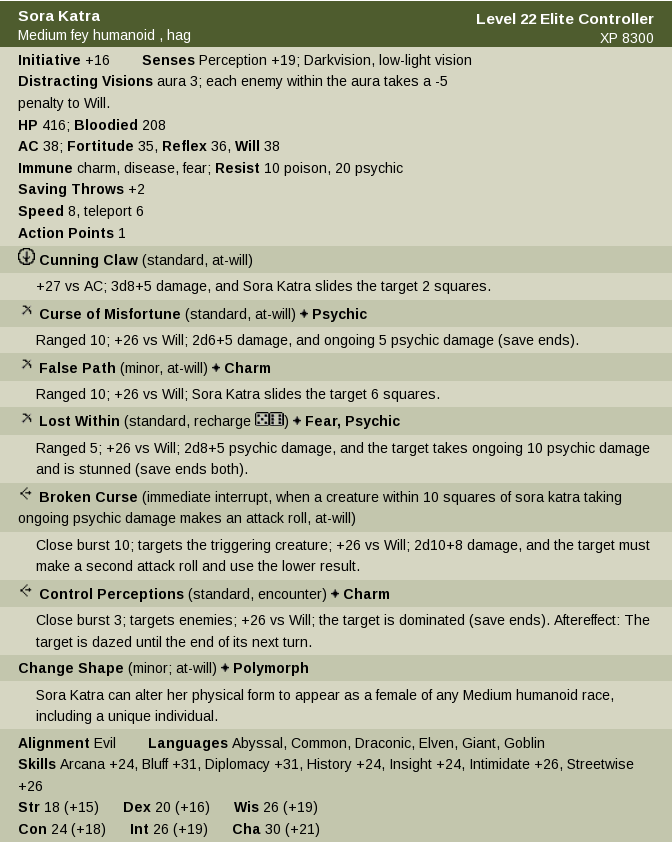 Sora Katra
Level 22 Elite Controller
Medium fey humanoid , hag
XP 8300
Initiative +16 Senses Perception +19; Darkvision, low-light vision
Distracting Visions aura 3; each enemy within the aura takes a -5
penalty to Will.
HP 416; Bloodied 208
AC 38; Fortitude 35, Reflex 36, Will 38
Immune charm, disease, fear; Resist 10 poison, 20 psychic
Saving Throws +2
Speed 8, teleport 6
Action Points 1
Cunning Claw (standard, at-will)
+27 vs AC; 3d8+5 damage, and Sora Katra slides the target 2 squares.
Curse of Misfortune (standard, at-will) ✦ Psychic
Ranged 10; +26 vs Will; 2d6+5 damage, and ongoing 5 psychic damage (save ends).
False Path (minor, at-will) ✦ Charm
Ranged 10; +26 vs Will; Sora Katra slides the target 6 squares.
Lost Within (standard, recharge ⚄⚅) ✦ Fear, Psychic
Ranged 5; +26 vs Will; 2d8+5 psychic damage, and the target takes ongoing 10 psychic damage
and is stunned (save ends both).
Broken Curse (immediate interrupt, when a creature within 10 squares of sora katra taking
ongoing psychic damage makes an attack roll, at-will)
Close burst 10; targets the triggering creature; +26 vs Will; 2d10+8 damage, and the target must
make a second attack roll and use the lower result.
Control Perceptions (standard, encounter) ✦ Charm
Close burst 3; targets enemies; +26 vs Will; the target is dominated (save ends). Aftereffect: The
target is dazed until the end of its next turn.
Change Shape (minor; at-will) ✦ Polymorph
Sora Katra can alter her physical form to appear as a female of any Medium humanoid race,
including a unique individual.
Alignment Evil Languages Abyssal, Common, Draconic, Elven, Giant, Goblin
Skills Arcana +24, Bluff +31, Diplomacy +31, History +24, Insight +24, Intimidate +26, Streetwise
+26
Str 18 (+15) Dex 20 (+16) Wis 26 (+19)
Con 24 (+18) Int 26 (+19) Cha 30 (+21)